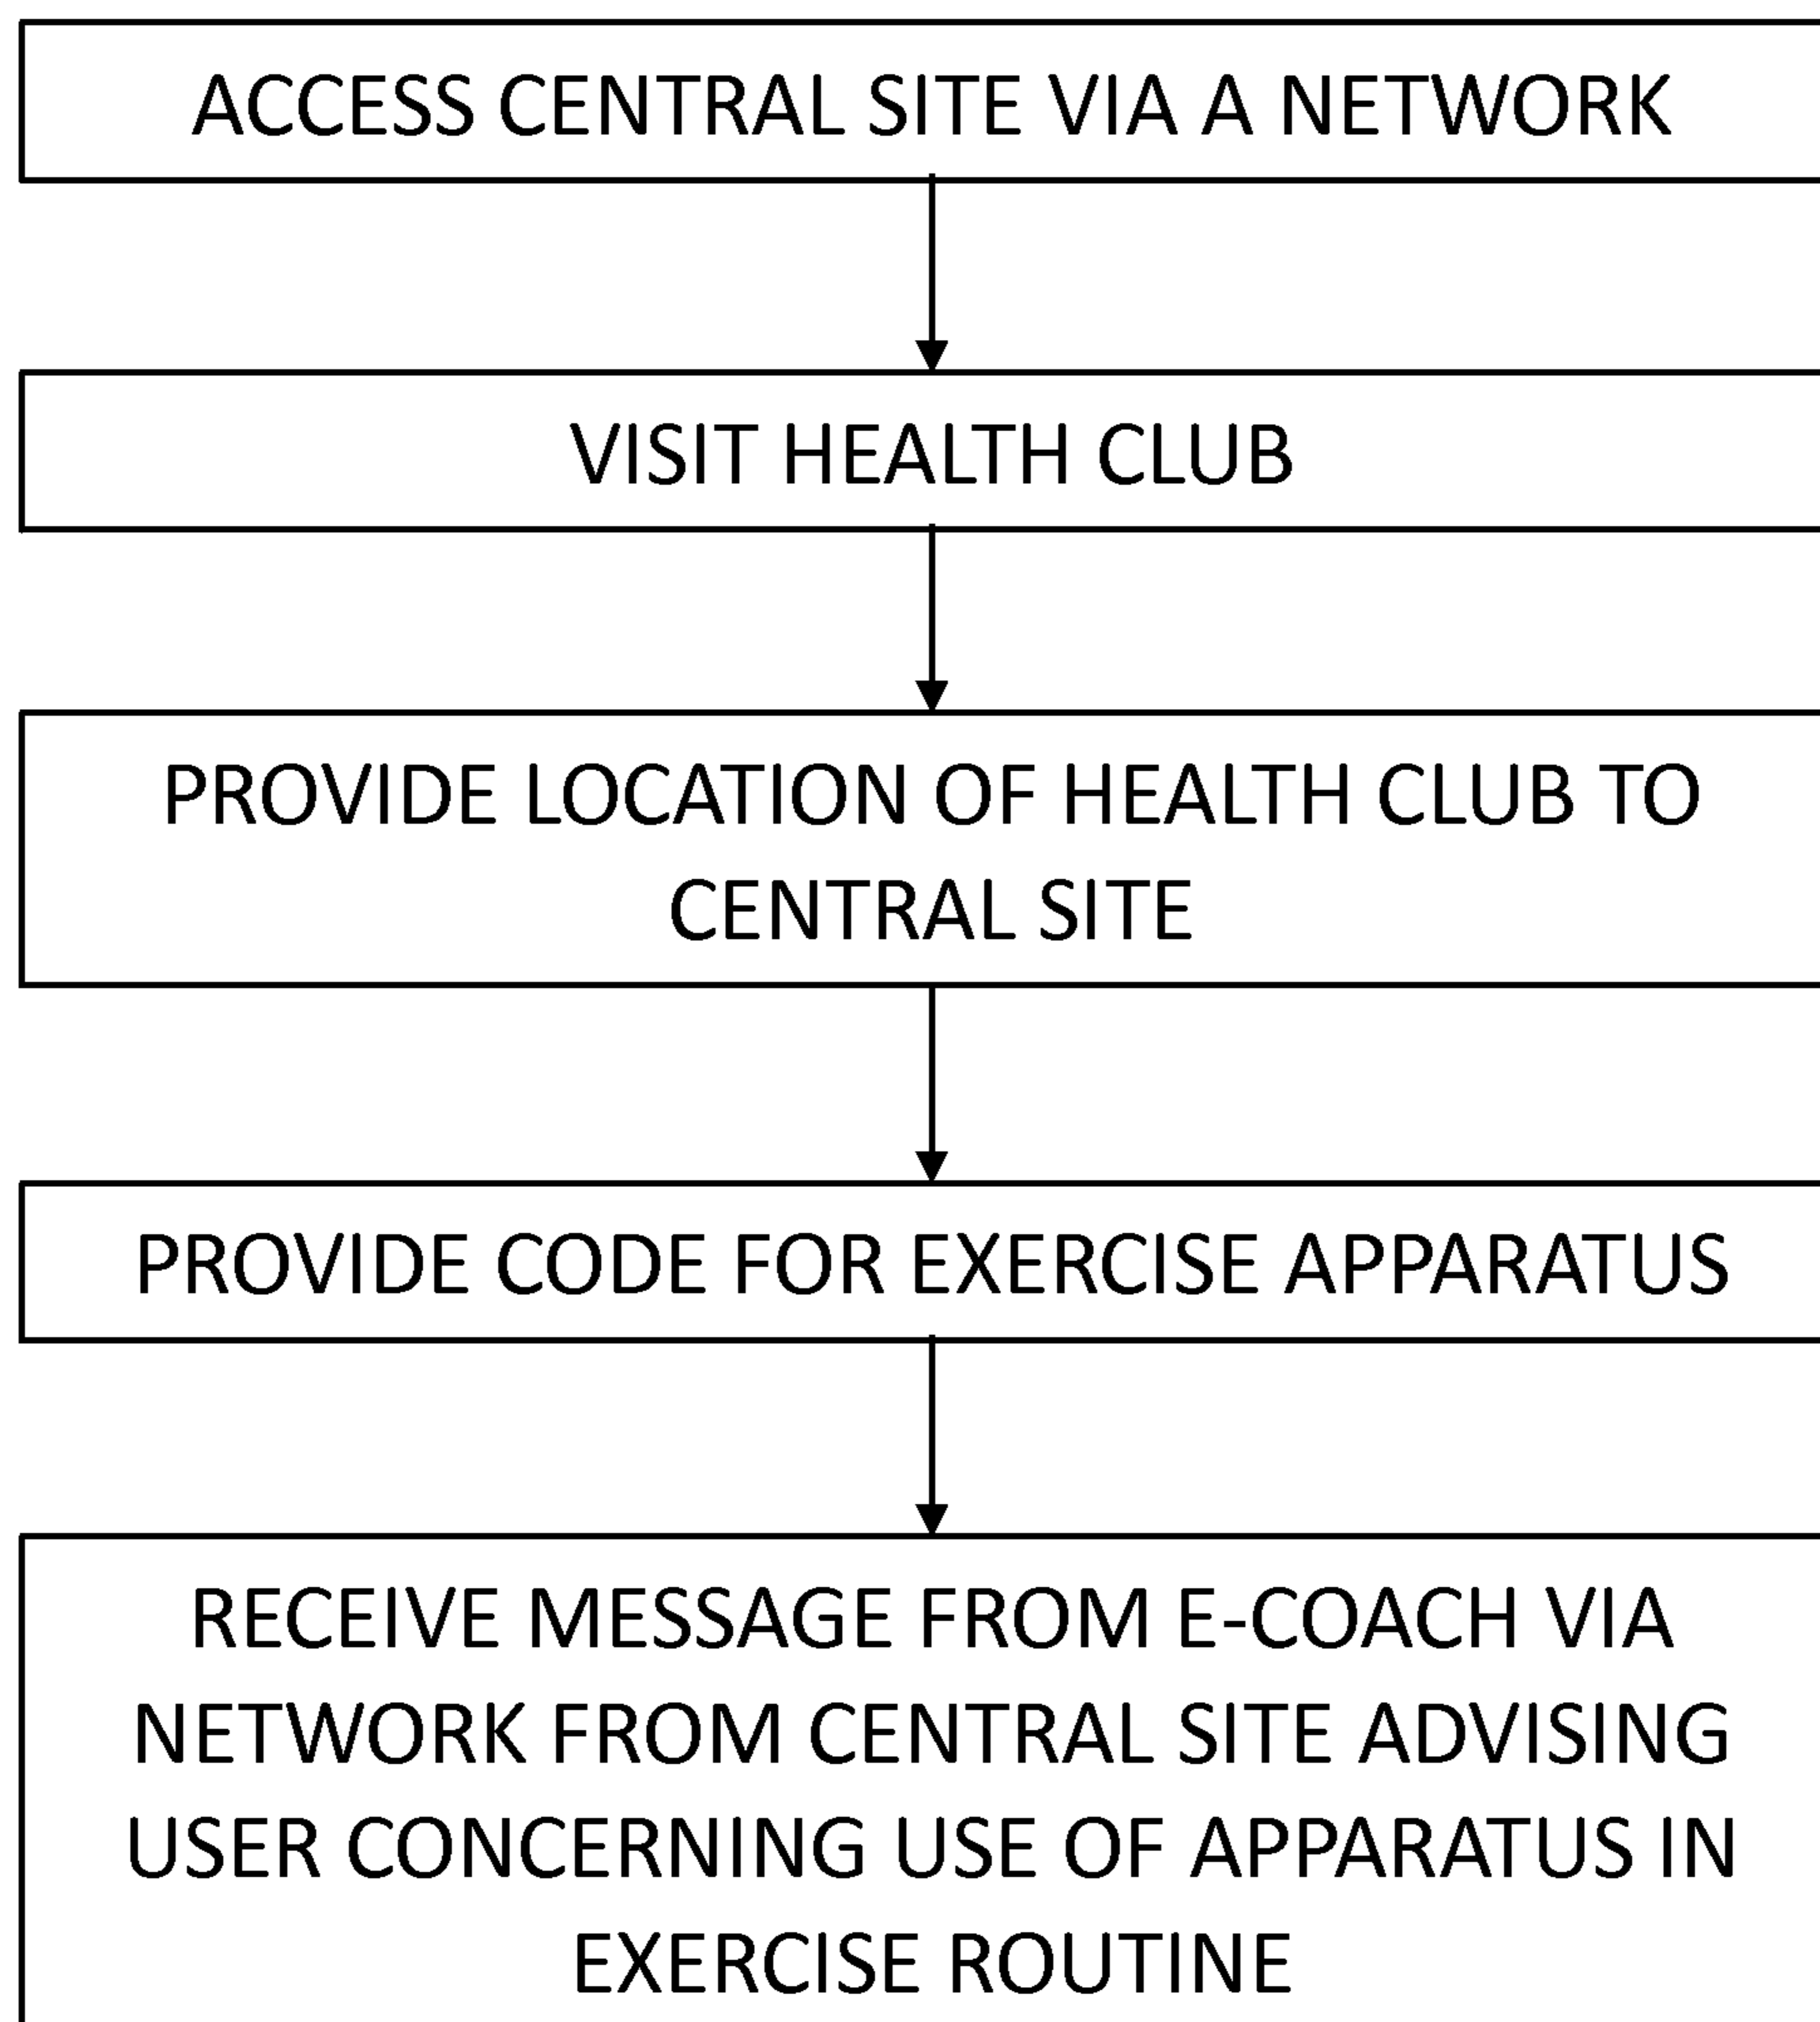 ACCESS CENTRAL SITE VIA A NETWORK
VISIT HEALTH CLUB
PROVIDE LOCATION OF HEALTH CLUB TO
CENTRAL SITE
PROVIDE CODE FOR EXERCISE APPARATUS
RECEIVE MESSAGE FROM E-COACH VIA
NETWORK FROM CENTRAL SITE ADVISING
USER CONCERNING USE OF APPARATUS IN
EXERCISE ROUTINE